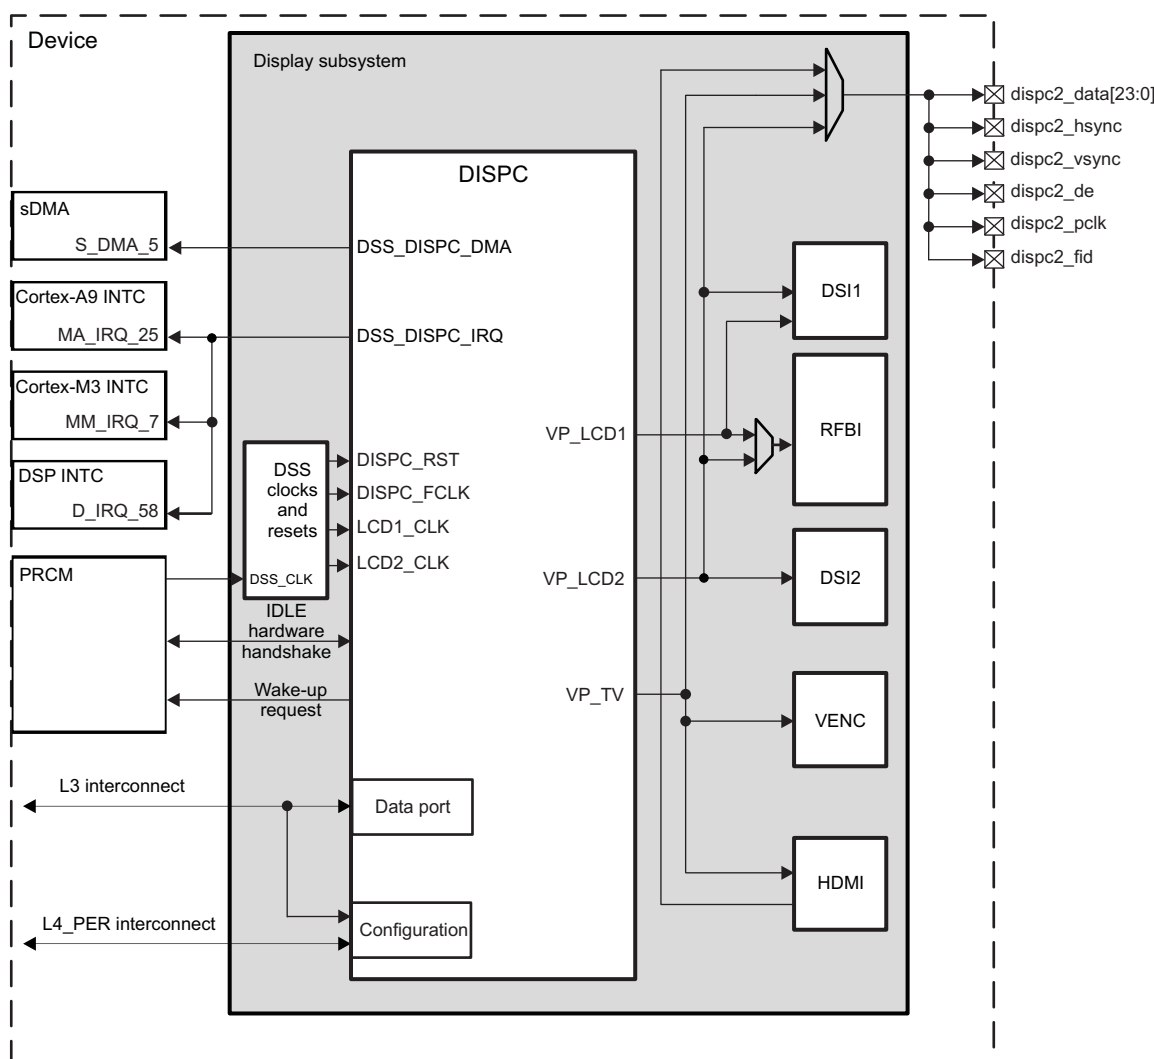 Device
Display subsystem
dispc2_data[23:0]
dispc2_hsync
dispc2_vsync
dispc2_de
dispc2_pclk
dispc2_fid
DISPC
sDMA
S_DMA_5
DSS_DISPC_DMA
Cortex-A9 INTC
MA_IRQ_25
DSS_DISPC_IRQ
Cortex-M3 INTC
MM_IRQ_7
DSP INTC
D_IRQ_58
DSS
clocks
and
resets
DSS_CLK
DISPC_RST
DISPC_FCLK
LCD1_CLK
LCD2_CLK
PRCM
IDLE
hardware
handshake
Wake-up
request
VP_LCD1
VP_LCD2
VP_TV
DSI1
RFBI
DSI2
VENC
HDMI
L3 interconnect
Data port
L4_PER interconnect
Configuration